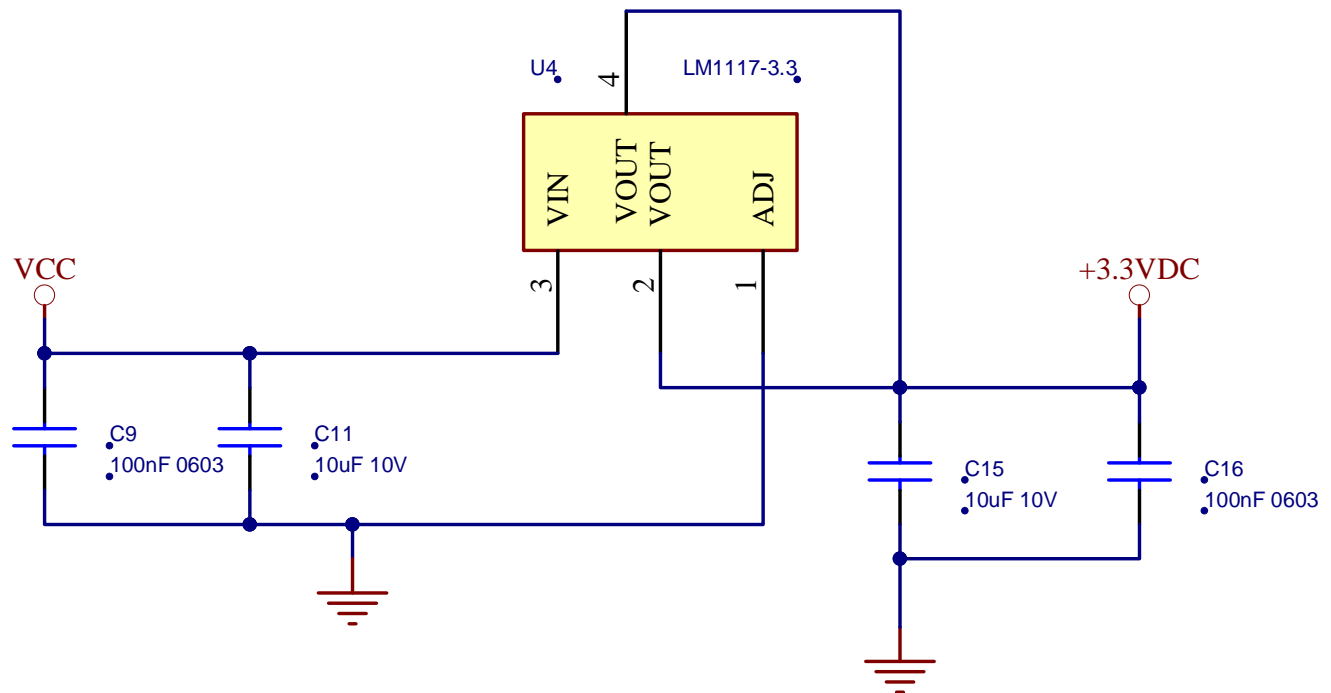 U4
LM1117-3.3
4
VIN
VOUT
VOUT
ADJ
3
2
1
VCC
+3.3VDC
C9
100nF 0603
C11
10uF 10V
C15
10uF 10V
C16
100nF 0603